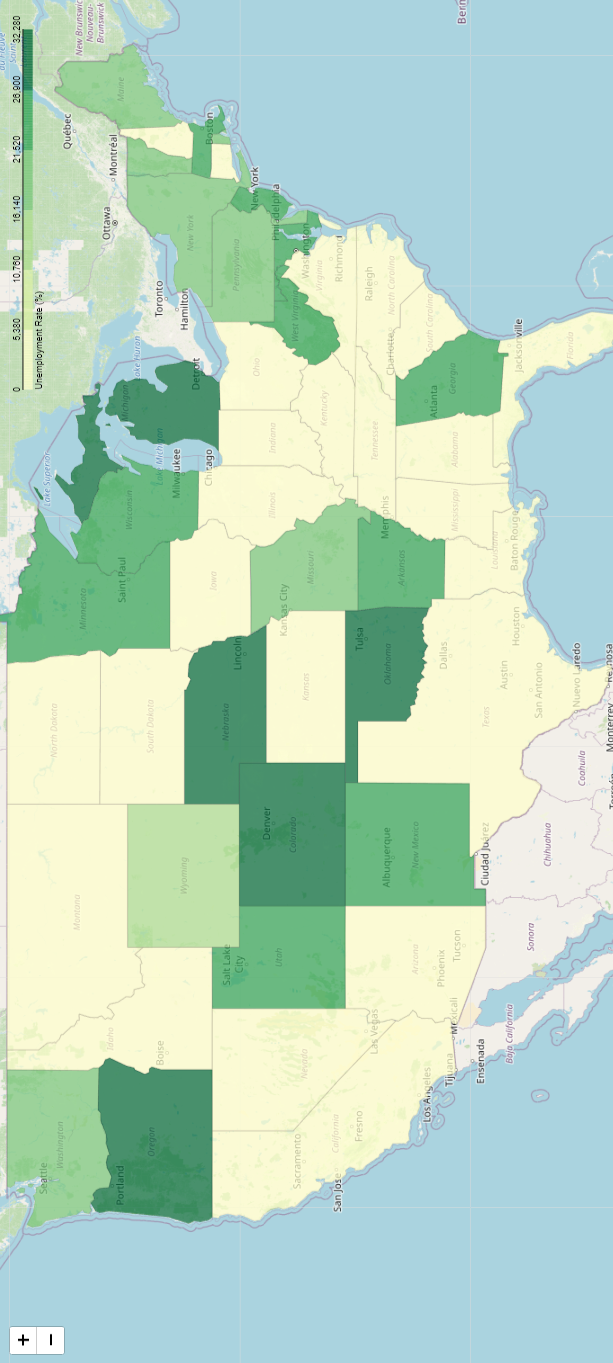 0
5,380
10,760
16,140
21,520
26,900
32,280
Unemployment Rate (%)
Québec
Montréal
Ottawa
Toronto
Hamilton
Detroit
Lake Huron
Lake Superior
Lake Michigan
Michigan
New Brunswick /
Nouveau-
Brunswick
Maine
Boston
New York
New York
Philadelphia
Pennsylvania
Washington
West Virginia
Virginia
Richmond
Raleigh
North Carolina
Charlotte
South Carolina
Georgia
Atlanta
Jacksonville
Florida
Ohio
Kentucky
Tennessee
Alabama
Indiana
Illinois
Chicago
Milwaukee
Wisconsin
Saint Paul
Minnesota
Iowa
Missouri
Memphis
Mississippi
Arkansas
Louisiana
Baton Rouge
Kansas City
Kansas
Lincoln
Nebraska
North Dakota
South Dakota
Tulsa
Oklahoma
Dallas
Houston
Austin
San Antonio
Texas
Nuevo Laredo
Reynosa
Monterrey
Coahuila
Chihuahua
Ciudad Juárez
Sonora
Denver
Colorado
Albuquerque
New Mexico
Wyoming
Montana
Salt Lake
City
Utah
Arizona
Phoenix
Tucson
Idaho
Boise
Nevada
Las Vegas
Mexicali
Tijuana
Ensenada
Baja California
Los Angeles
California
Fresno
Sacramento
San Jose
Seattle
Washington
Portland
Oregon
+
−